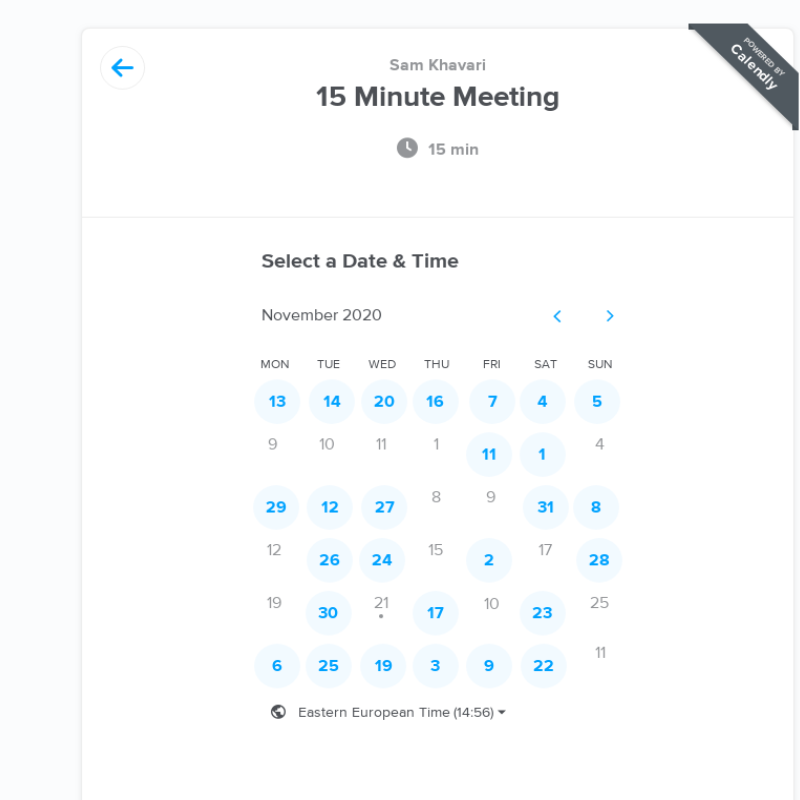 POWERED BY
Calendly
Sam Khavari
15 Minute Meeting
15 min
Select a Date & Time
November 2020
MON TUE WED THU FRI SAT SUN
13 14 20 16 7 4 5
9 10 11 1 11 1 4
29 12 27 8 9 31 8
12 26 24 15 2 17 28
19 30 21 17 10 23 25
6 25 19 3 9 22 11
Eastern European Time (14:56)